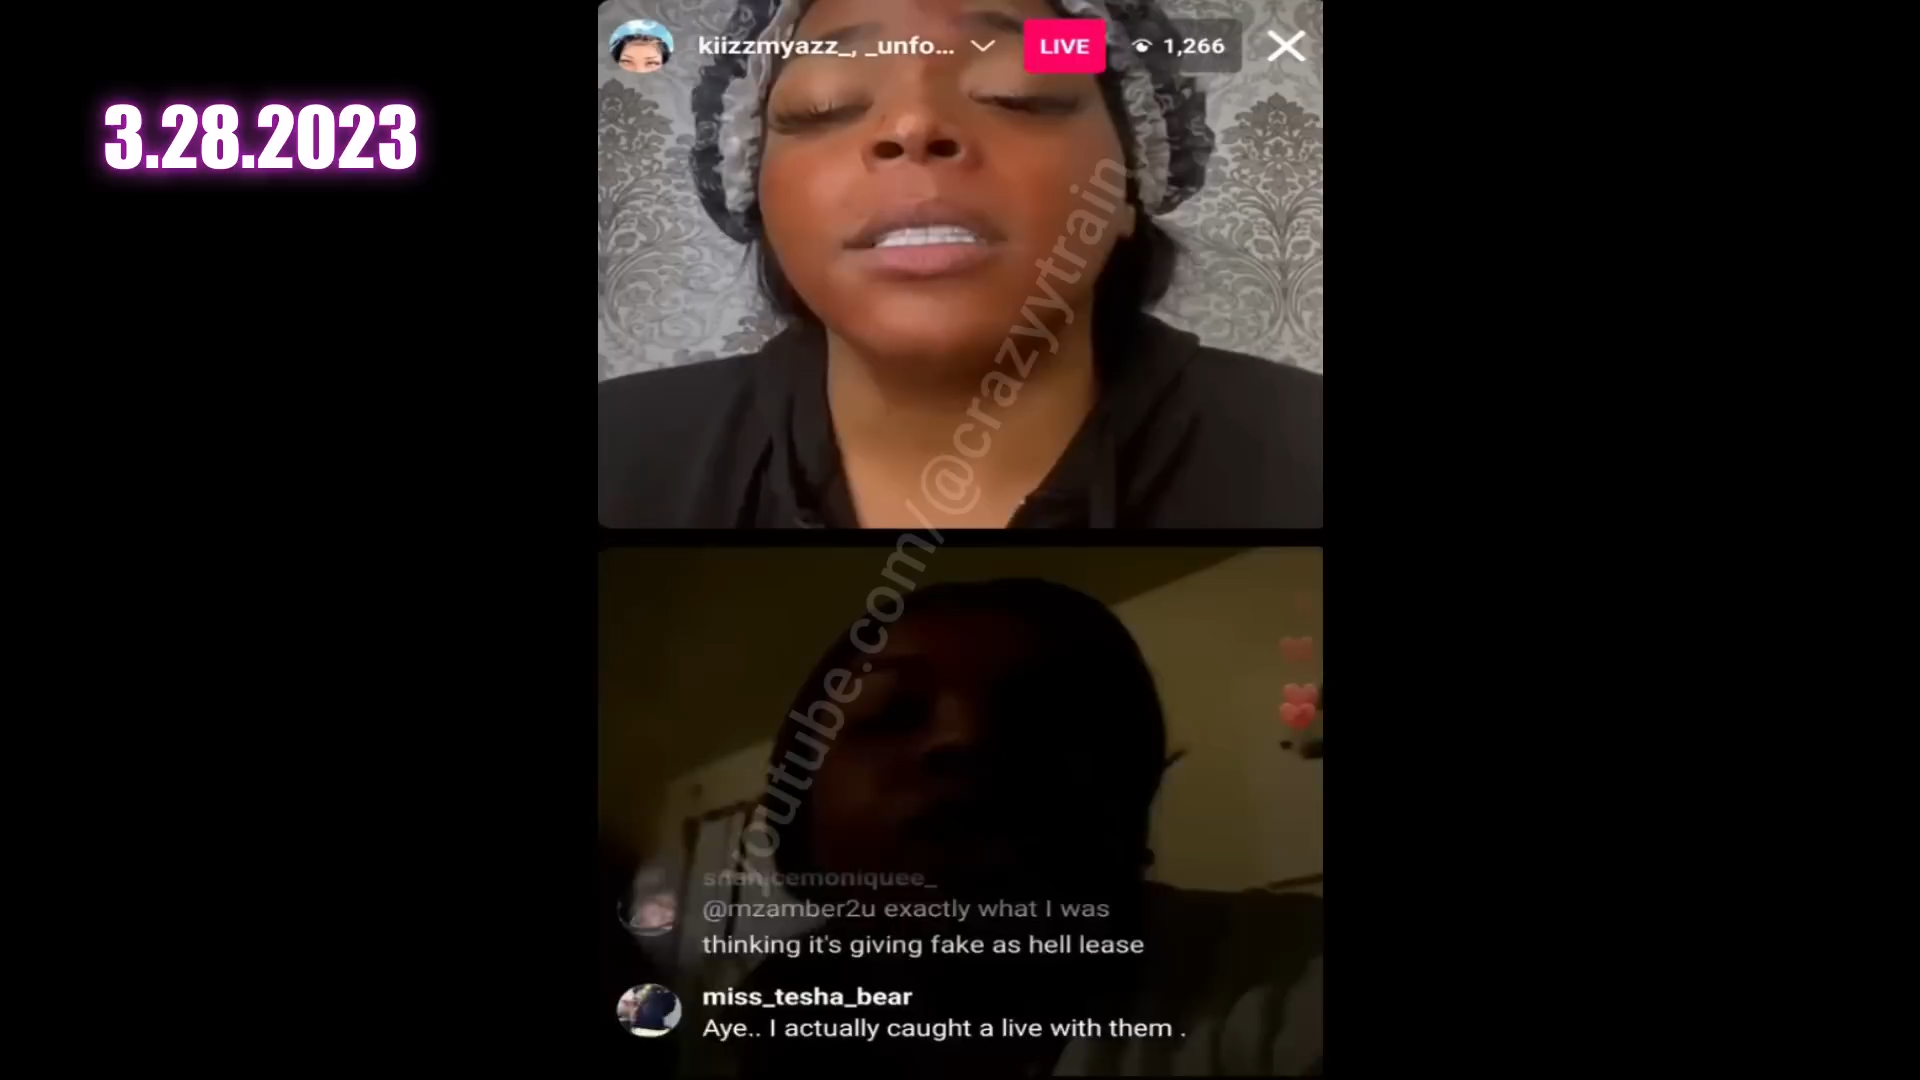 3.28.2023
kiizzmyazz_, _unfo...
LIVE
1,266
youtube.com/@crazyytrain
@mzamber2u exactly what I was
thinking it's giving fake as hell lease
miss_tesha_bear
Aye.. I actually caught a live with them .